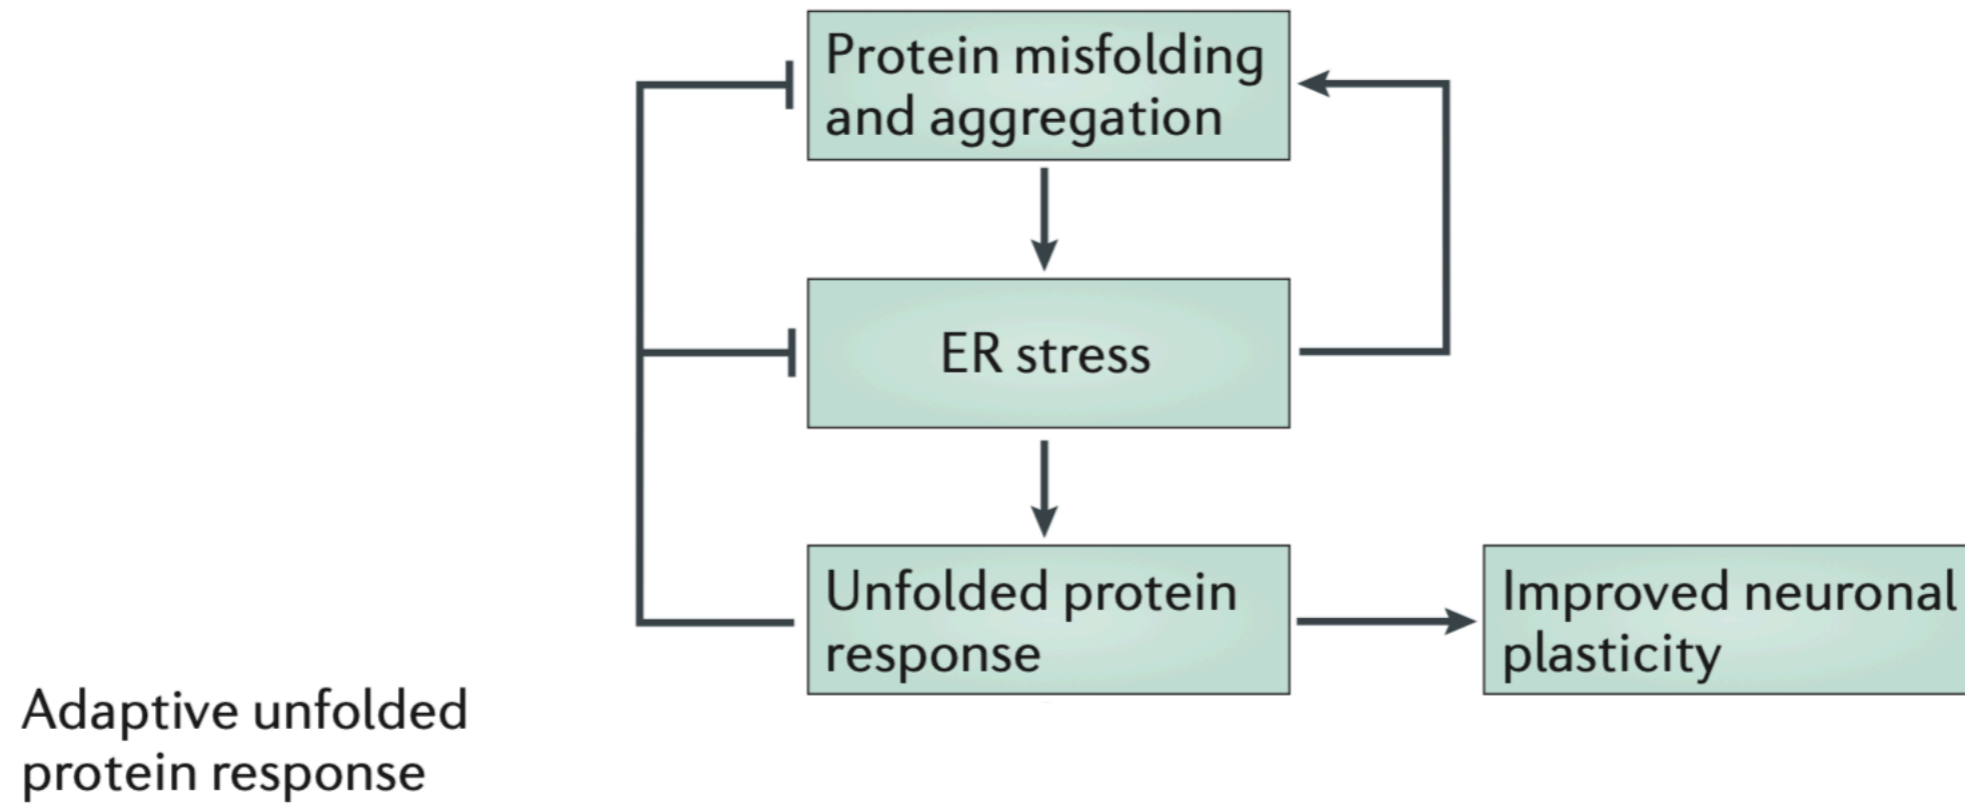 Protein misfolding
and aggregation
ER stress
Unfolded protein
response
Improved neuronal
plasticity
Adaptive unfolded
protein response